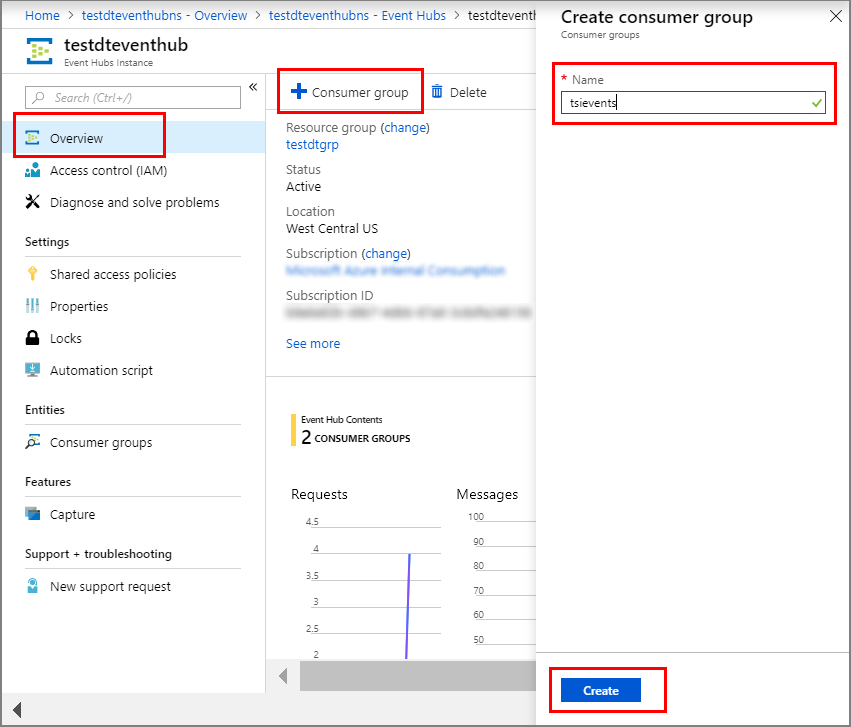 Home > testdteventhubns - Overview > testdteventhubns - Event Hubs > testdteventh
testdteventhub
Event Hubs Instance
«
Search (Ctrl+/)
Overview
Access control (IAM)
Diagnose and solve problems
Settings
Shared access policies
Properties
Locks
Automation script
Entities
Consumer groups
Features
Capture
Support + troubleshooting
New support request
Consumer group
Delete
Resource group (change)
testdtgrp
Status
Active
Location
West Central US
Subscription (change)
Microsoft Azure Internal Consumption
Subscription ID
See more
Event Hub Contents
2 CONSUMER GROUPS
Requests
4.5
4
3.5
3
2.5
2
Messages
100
90
80
70
60
50
Create consumer group
Consumer groups
* Name
tsievents
Create